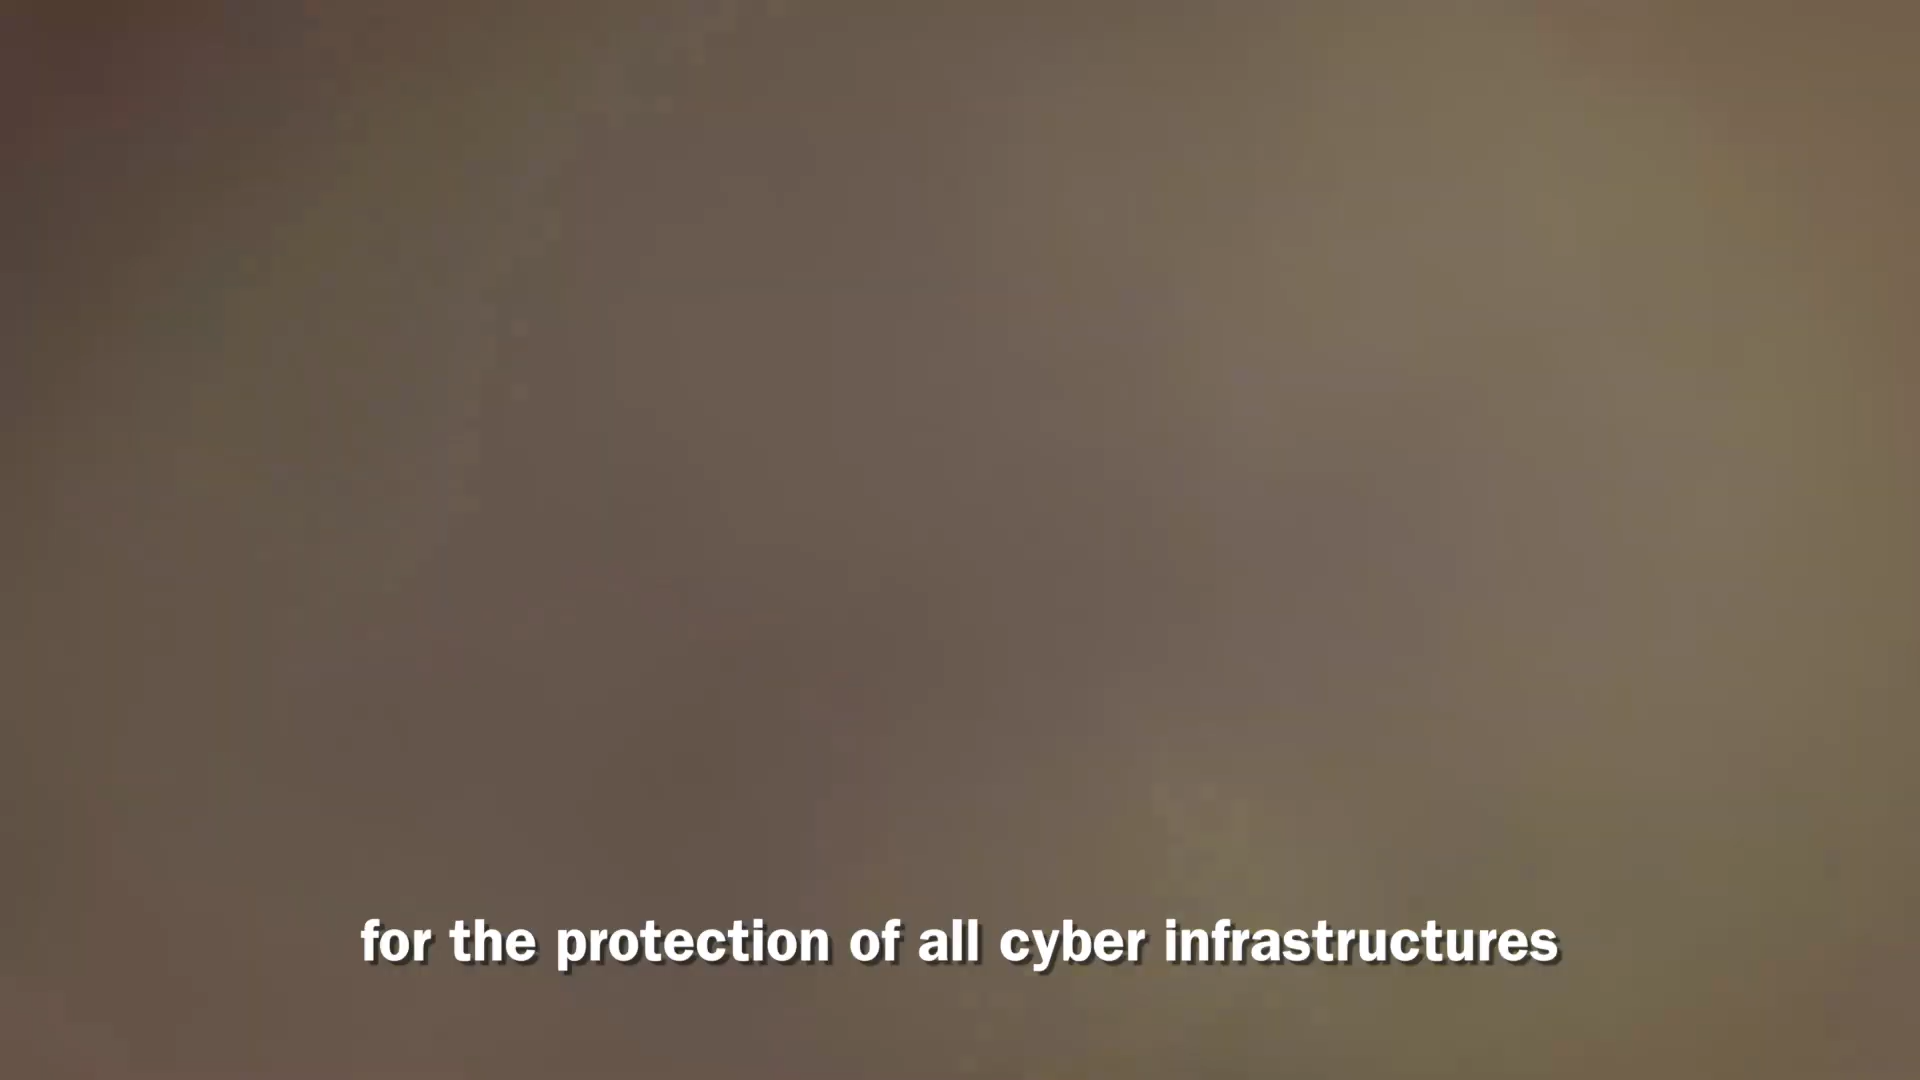 for the protection of all cyber infrastructures